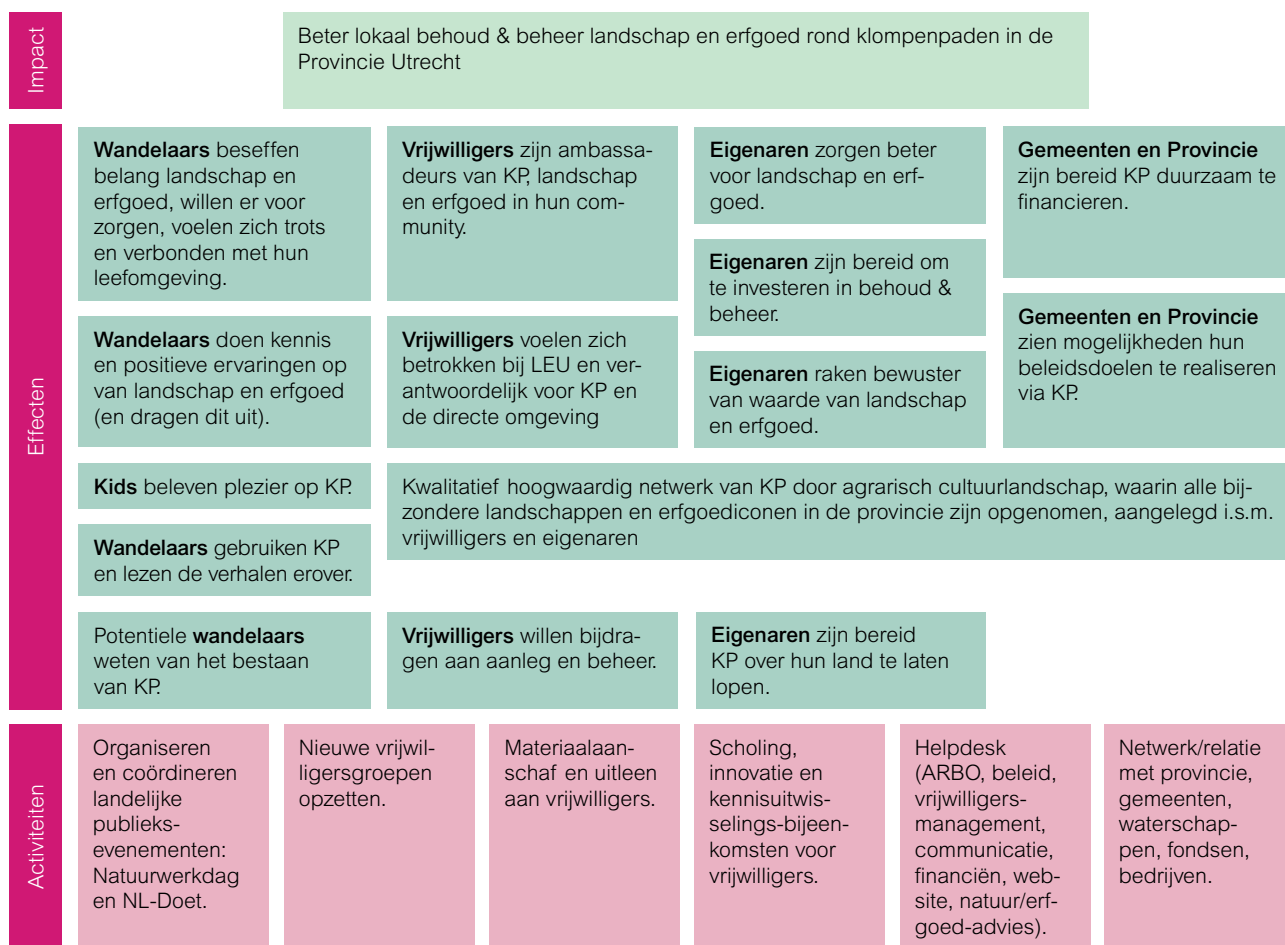 Impact
Beter lokaal behoud & beheer landschap en erfgoed rond klompenpaden in de
Provincie Utrecht
Effecten
Wandelaars beseffen
belang landschap en
erfgoed, willen er voor
zorgen, voelen zich trots
en verbonden met hun
leefomgeving.
Vrijwilligers zijn ambassa-
deurs van KP, landschap
en erfgoed in hun com-
munity.
Eigenaren zorgen beter
voor landschap en erf-
goed.
Gemeenten en Provincie
zijn bereid KP duurzaam te
financieren.
Eigenaren zijn bereid om
te investeren in behoud &
beheer.
Gemeenten en Provincie
zien mogelijkheden hun
beleidsdoelen te realiseren
via KP.
Wandelaars doen kennis
en positieve ervaringen op
van landschap en erfgoed
(en dragen dit uit).
Vrijwilligers voelen zich
betrokken bij LEU en ver-
antwoordelijk voor KP en
de directe omgeving
Eigenaren raken bewuster
van waarde van landschap
en erfgoed.
Kids beleven plezier op KP.
Kwalitatief hoogwaardig netwerk van KP door agrarisch cultuurlandschap, waarin alle bij-
zondere landschappen en erfgoediconen in de provincie zijn opgenomen, aangelegd i.s.m.
vrijwilligers en eigenaren
Wandelaars gebruiken KP
en lezen de verhalen erover.
Potentiele wandelaars
weten van het bestaan
van KP.
Vrijwilligers willen bijdra-
gen aan aanleg en beheer.
Eigenaren zijn bereid
KP over hun land te laten
lopen.
Activiteiten
Organiseren
en coördineren
landelijke
publieks-
evenementen:
Natuurwerkdag
en NL-Doet.
Nieuwe vrijwil-
ligersgroepen
opzetten.
Materiaalaan-
schaf en uitleen
aan vrijwilligers.
Scholing,
innovatie en
kennisuitwis-
selings-bijeen-
komsten voor
vrijwilligers.
Helpdesk
(ARBO, beleid,
vrijwilligers-
management,
communicatie,
financiën, web-
site, natuur/erf-
goed-advies).
Netwerk/relatie
met provincie,
gemeenten,
waterschap-
pen, fondsen,
bedrijven.